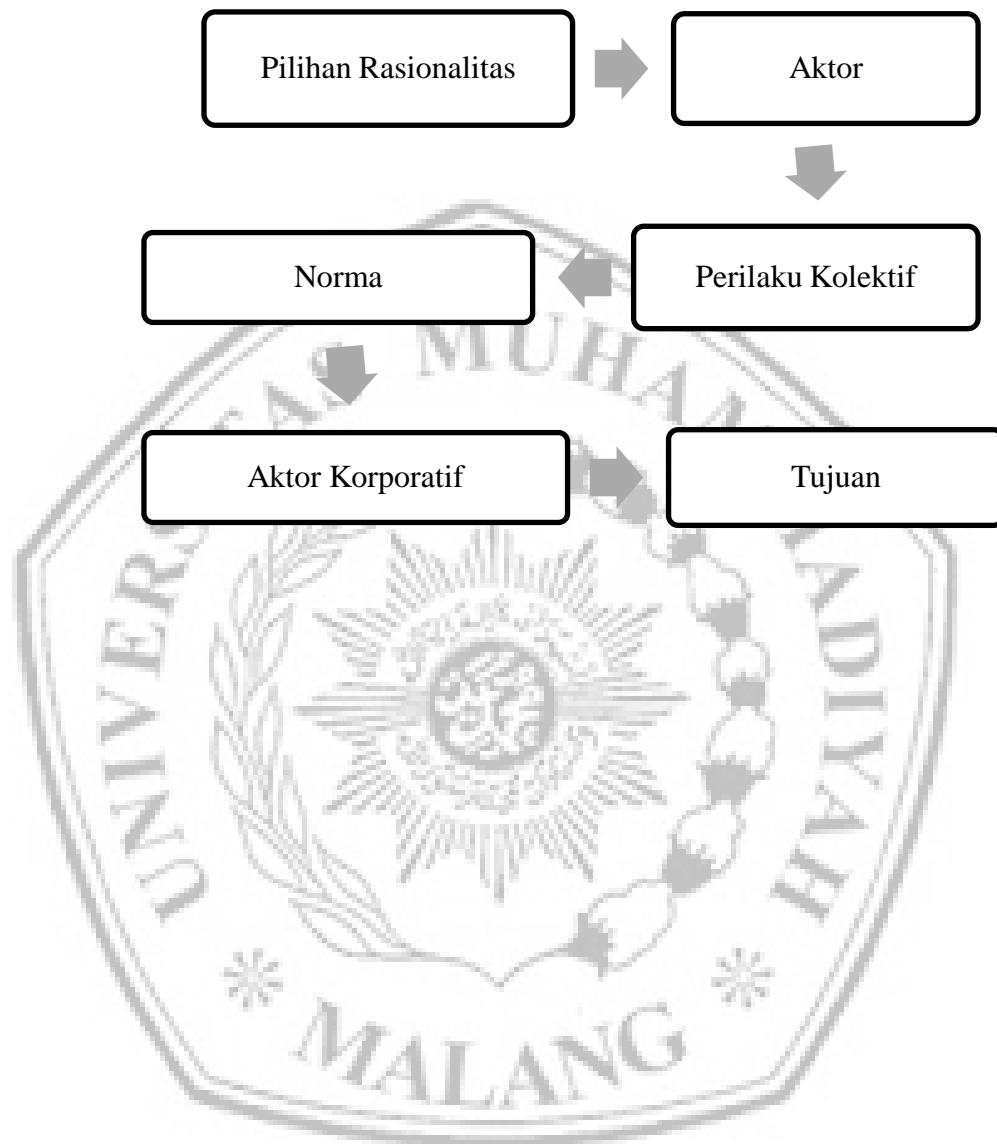 Pilihan Rasionalitas
Aktor
Perilaku Kolektif
Norma
Aktor Korporatif
Tujuan
UNIVERSITAS MUHAMMADIYAH
MALANG